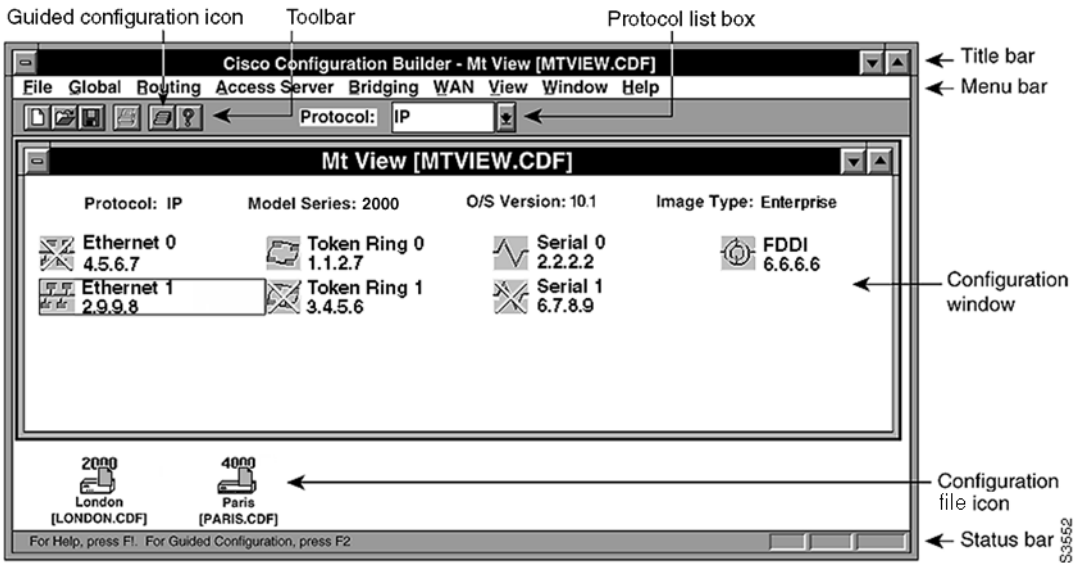 Guided configuration icon Toolbar Protocol list box
Cisco Configuration Builder - Mt View [MTVIEW.CDF]
Title bar
File Global Routing Access Server Bridging WAN View Window Help
Menu bar
Protocol: IP
Mt View [MTVIEW.CDF]
Protocol: IP Model Series: 2000 O/S Version: 10.1 Image Type: Enterprise
Ethernet 0 Token Ring 0 Serial 0 FDDI
4.5.6.7 1.1.2.7 2.2.2.2 6.6.6.6
Ethernet 1 Token Ring 1 Serial 1
2.9.9.8 3.4.5.6 6.7.8.9
Configuration
window
2000 4000
London Paris
[LONDON.CDF] [PARIS.CDF]
Configuration
file icon
For Help, press F!. For Guided Configuration, press F2
Status bar
S3552